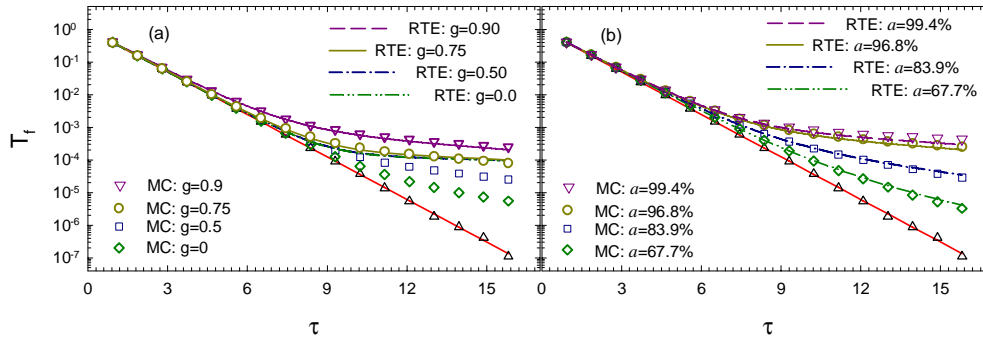 (a)
RTE: g=0.90
RTE: g=0.75
RTE: g=0.50
RTE: g=0.0
MC: g=0.9
MC: g=0.75
MC: g=0.5
MC: g=0
10^0
10^-1
10^-2
10^-3
10^-4
10^-5
10^-6
10^-7
T_f
0 3 6 9 12 15
τ
(b)
RTE: a=99.4%
RTE: a=96.8%
RTE: a=83.9%
RTE: a=67.7%
MC: a=99.4%
MC: a=96.8%
MC: a=83.9%
MC: a=67.7%
0 3 6 9 12 15
τ